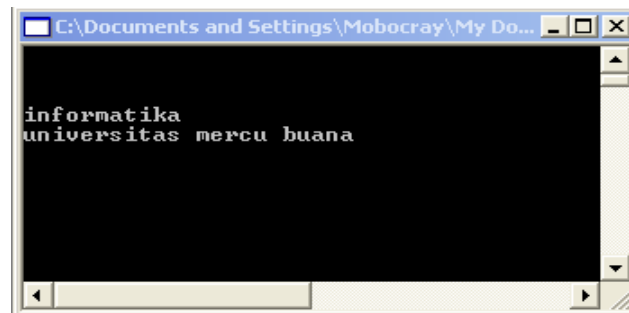 C:\Documents and Settings\Mobocray\My Do...
informatika
universitas mercu buana